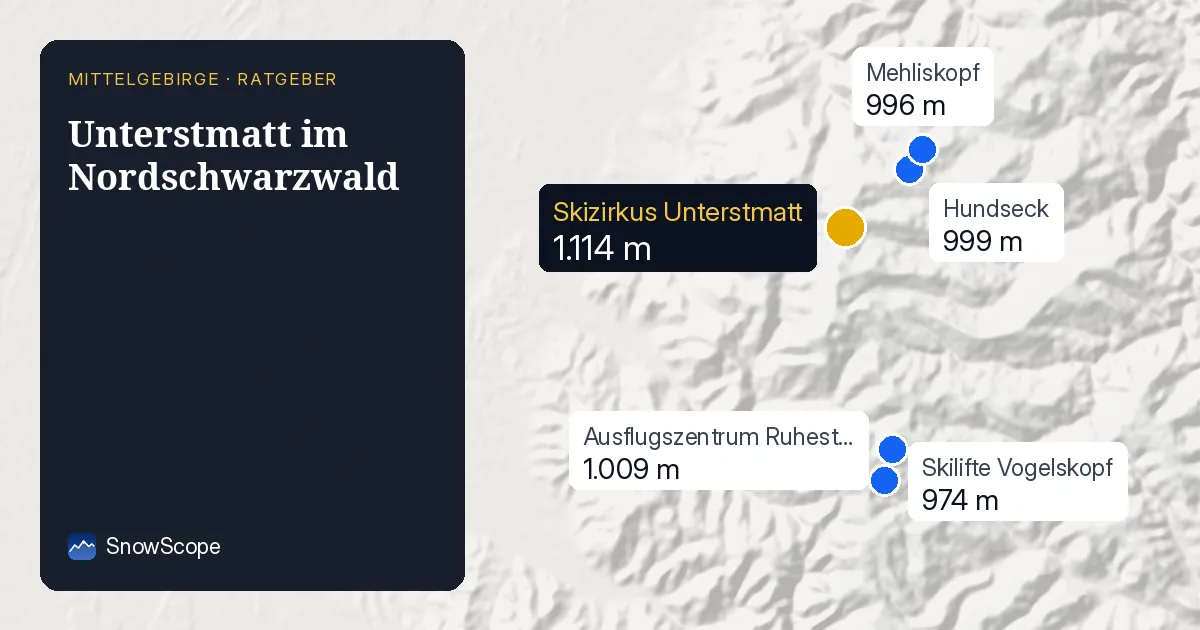 MITTELGEBIRGE · RATGEBER
Unterstmatt im
Nordschwarzwald
SnowScope
Mehliskopf
996 m
Skizirkus Unterstmatt
1.114 m
Hundseck
999 m
Ausflugszentrum Ruhest…
1.009 m
Skilifte Vogelskopf
974 m